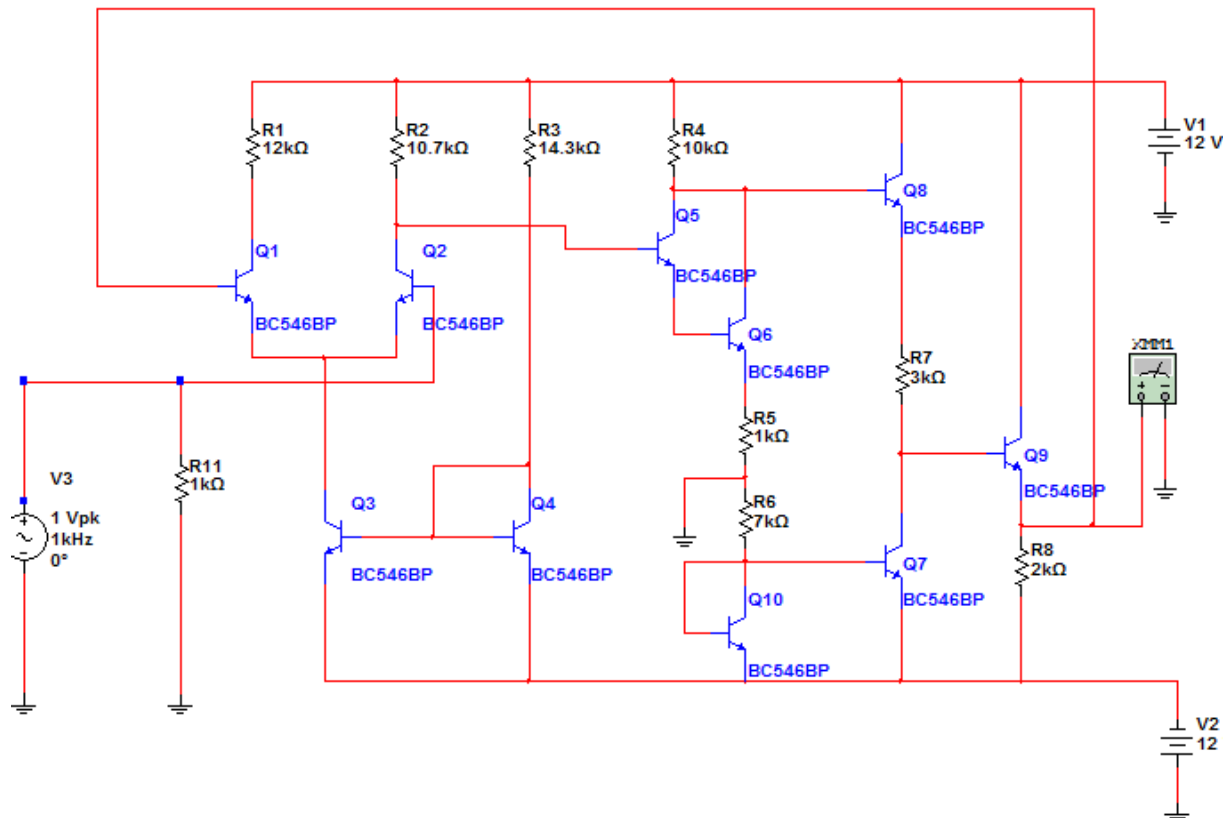 R1
12kΩ
R2
10.7kΩ
R3
14.3kΩ
R4
10kΩ
V1
12 V
Q8
BC546BP
Q5
BC546BP
Q1
BC546BP
Q2
BC546BP
Q6
BC546BP
XMM1
R7
3kΩ
R5
1kΩ
Q9
BC546BP
R11
1kΩ
V3
1 Vpk
1kHz
0°
Q3
BC546BP
Q4
BC546BP
R6
7kΩ
R8
2kΩ
Q7
BC546BP
Q10
BC546BP
V2
12